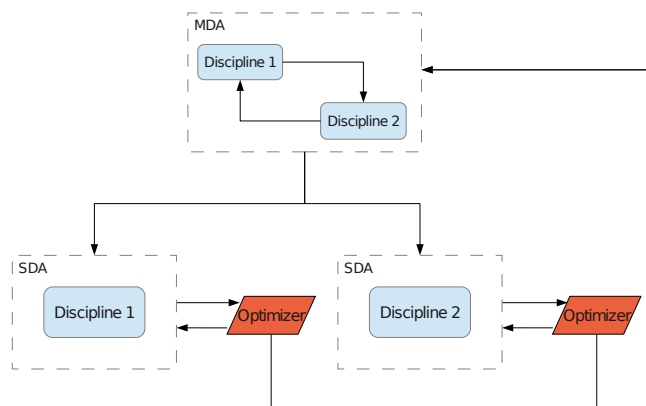 MDA
Discipline 1
Discipline 2
SDA
Discipline 1
Optimizer
SDA
Discipline 2
Optimizer